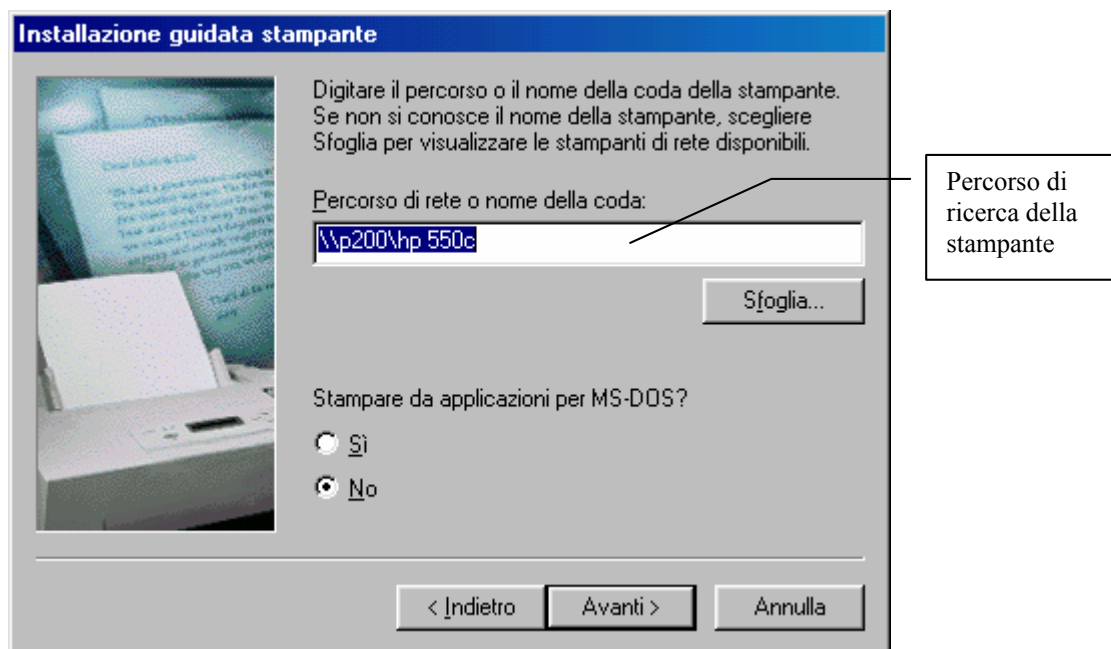 Installazione guidata stampante
Digitare il percorso o il nome della coda della stampante.
Se non si conosce il nome della stampante, scegliere
Sfoglia per visualizzare le stampanti di rete disponibili.
Percorso di rete o nome della coda:
\\p200\hp 550c
Sfoglia...
Percorso di
ricerca della
stampante
Stampare da applicazioni per MS-DOS?
Sì
No
< Indietro
Avanti >
Annulla